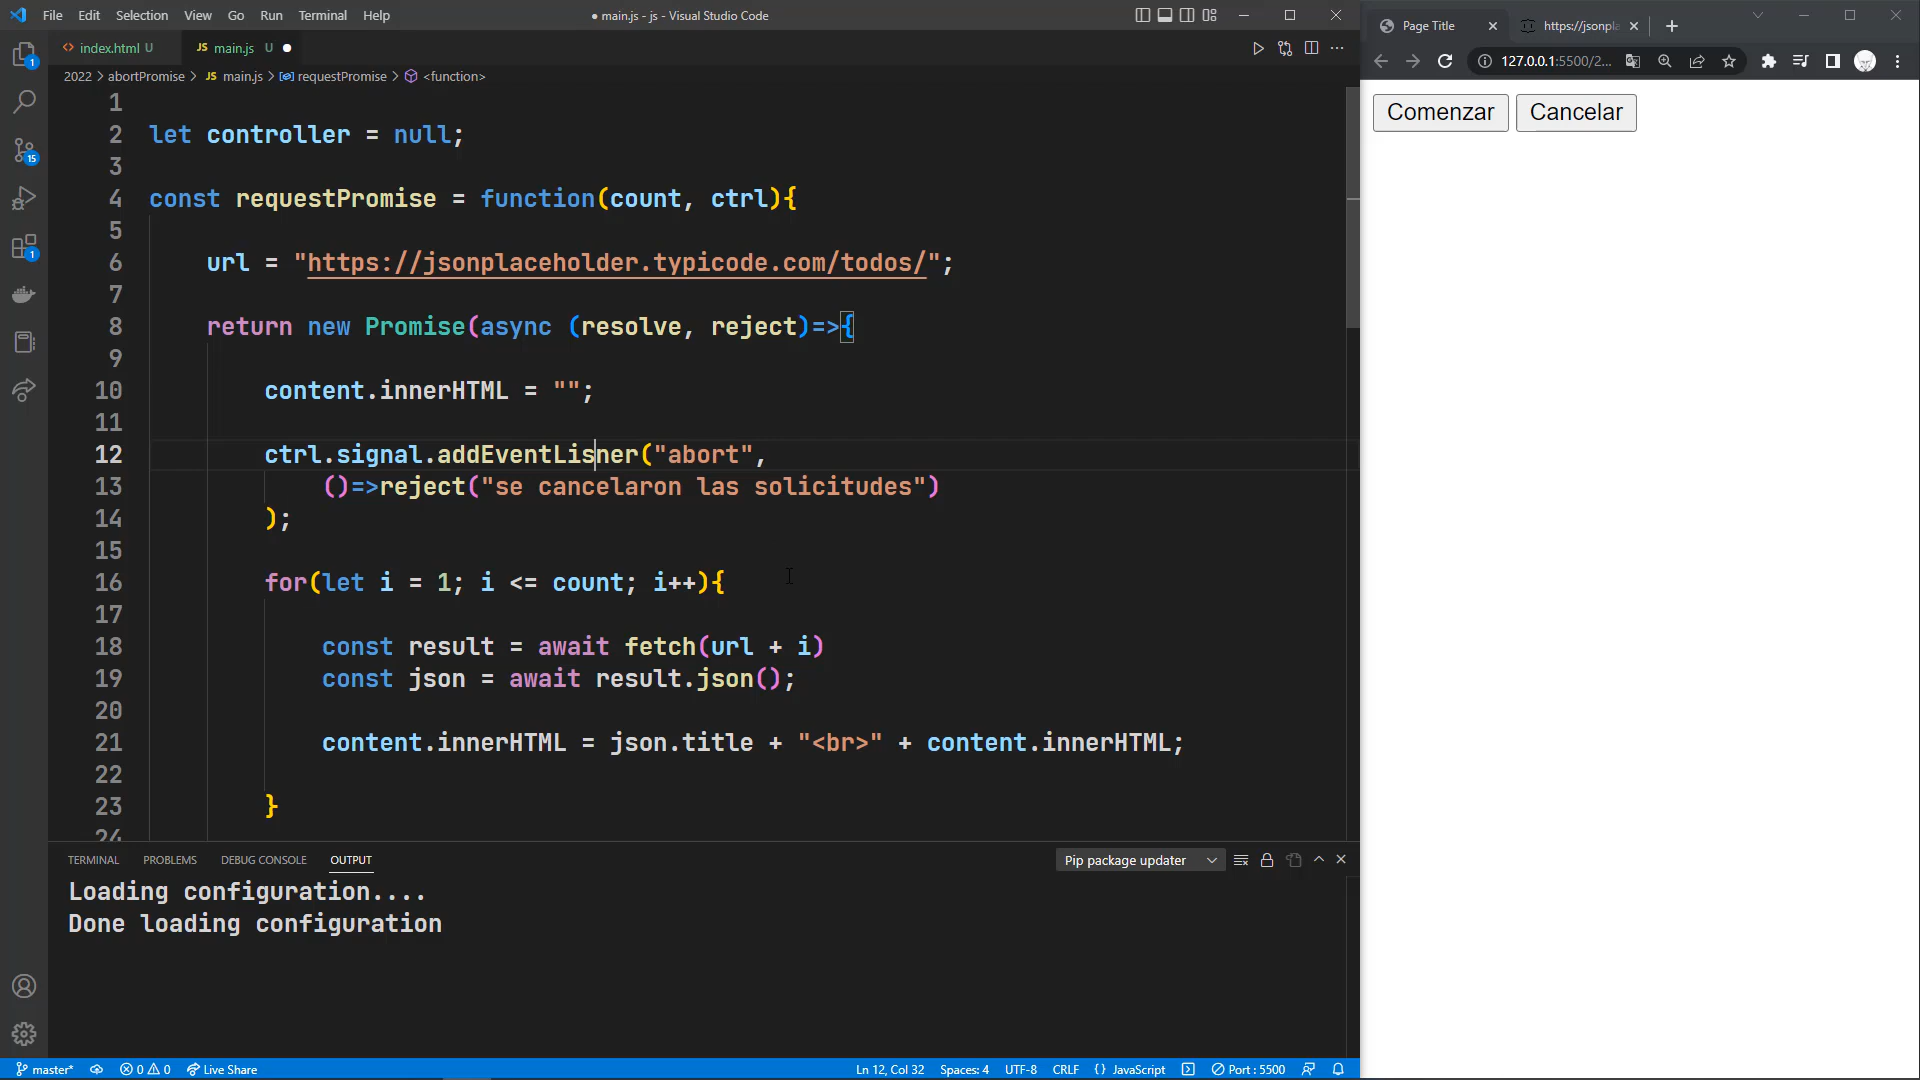 File Edit Selection View Go Run Terminal Help
● main.js - js - Visual Studio Code
<> index.html U
JS main.js U
2022 > abortPromise > JS main.js > requestPromise > <function>
1
2 let controller = null;
3
4 const requestPromise = function(count, ctrl){
5
6 url = "https://jsonplaceholder.typicode.com/todos/";
7
8 return new Promise(async (resolve, reject)=>{
9
10 content.innerHTML = "";
11
12 ctrl.signal.addEventLisner("abort",
13 ()=>reject("se cancelaron las solicitudes")
14 );
15
16 for(let i = 1; i <= count; i++){
17
18 const result = await fetch(url + i)
19 const json = await result.json();
20
21 content.innerHTML = json.title + "<br>" + content.innerHTML;
22
23 }
24
TERMINAL PROBLEMS DEBUG CONSOLE OUTPUT
Pip package updater
Loading configuration....
Done loading configuration
1
15
1
master* 0 0 Live Share
Ln 12, Col 32 Spaces: 4 UTF-8 CRLF {} JavaScript Port : 5500
Page Title
https://jsonpla
127.0.0.1:5500/2...
Comenzar Cancelar